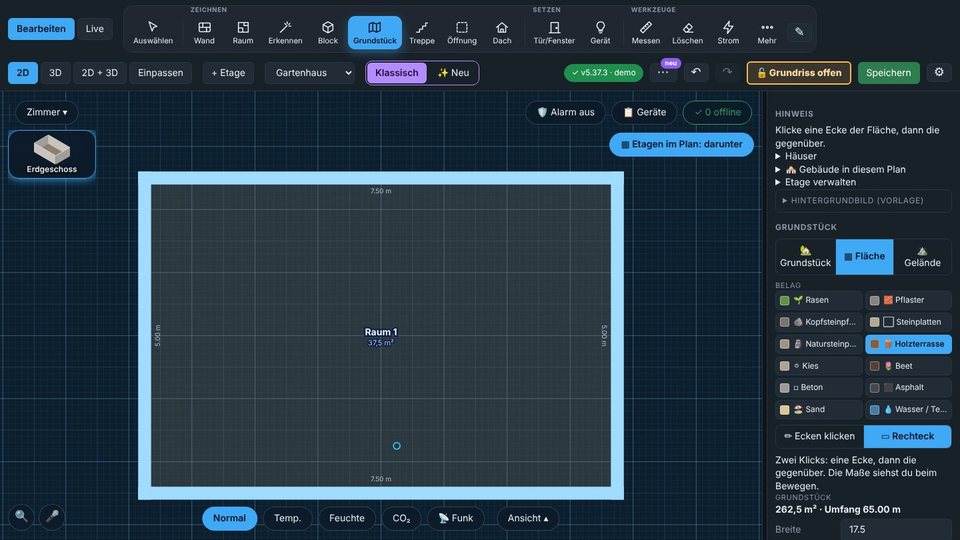 ZEICHNEN
SETZEN
WERKZEUGE
Bearbeiten
Live
Auswählen
Wand
Raum
Erkennen
Block
Grundstück
Treppe
Öffnung
Dach
Tür/Fenster
Gerät
Messen
Löschen
Strom
Mehr
2D
3D
2D + 3D
Einpassen
+ Etage
Gartenhaus
Klassisch
✨ Neu
✓ v5.37.3 · demo
neu
Grundriss offen
Speichern
Zimmer ▾
Alarm aus
Geräte
✓ 0 offline
Etagen im Plan: darunter
Erdgeschoss
7.50 m
5.00 m
Raum 1
37,5 m²
5.00 m
7.50 m
Normal
Temp.
Feuchte
CO₂
Funk
Ansicht ▴
HINWEIS
Klicke eine Ecke der Fläche, dann die
gegenüber.
▶ Häuser
▶ Gebäude in diesem Plan
▶ Etage verwalten
▶ HINTERGRUNDBILD (VORLAGE)
GRUNDSTÜCK
Grundstück
Fläche
Gelände
BELAG
Rasen
Pflaster
Kopfsteinpf...
Steinplatten
Natursteinp...
Holzterrasse
Kies
Beet
Beton
Asphalt
Sand
Wasser / Te...
Ecken klicken
Rechteck
Zwei Klicks: eine Ecke, dann die
gegenüber. Die Maße siehst du beim
Bewegen.
GRUNDSTÜCK
262,5 m² · Umfang 65.00 m
Breite
17.5